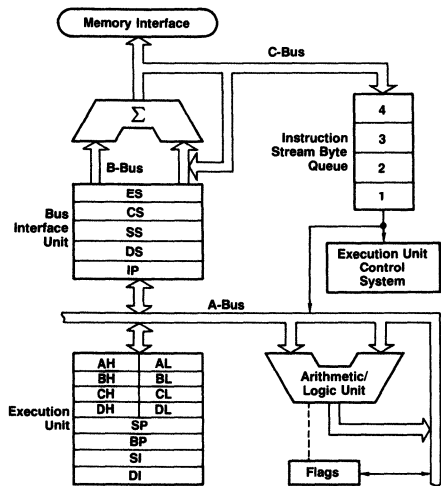 Memory Interface
C-Bus
Σ
B-Bus
4
3
2
1
Instruction
Stream Byte
Queue
Bus
Interface
Unit
ES
CS
SS
DS
IP
Execution Unit
Control
System
A-Bus
Execution
Unit
AH AL
BH BL
CH CL
DH DL
SP
BP
SI
DI
Arithmetic/
Logic Unit
Flags